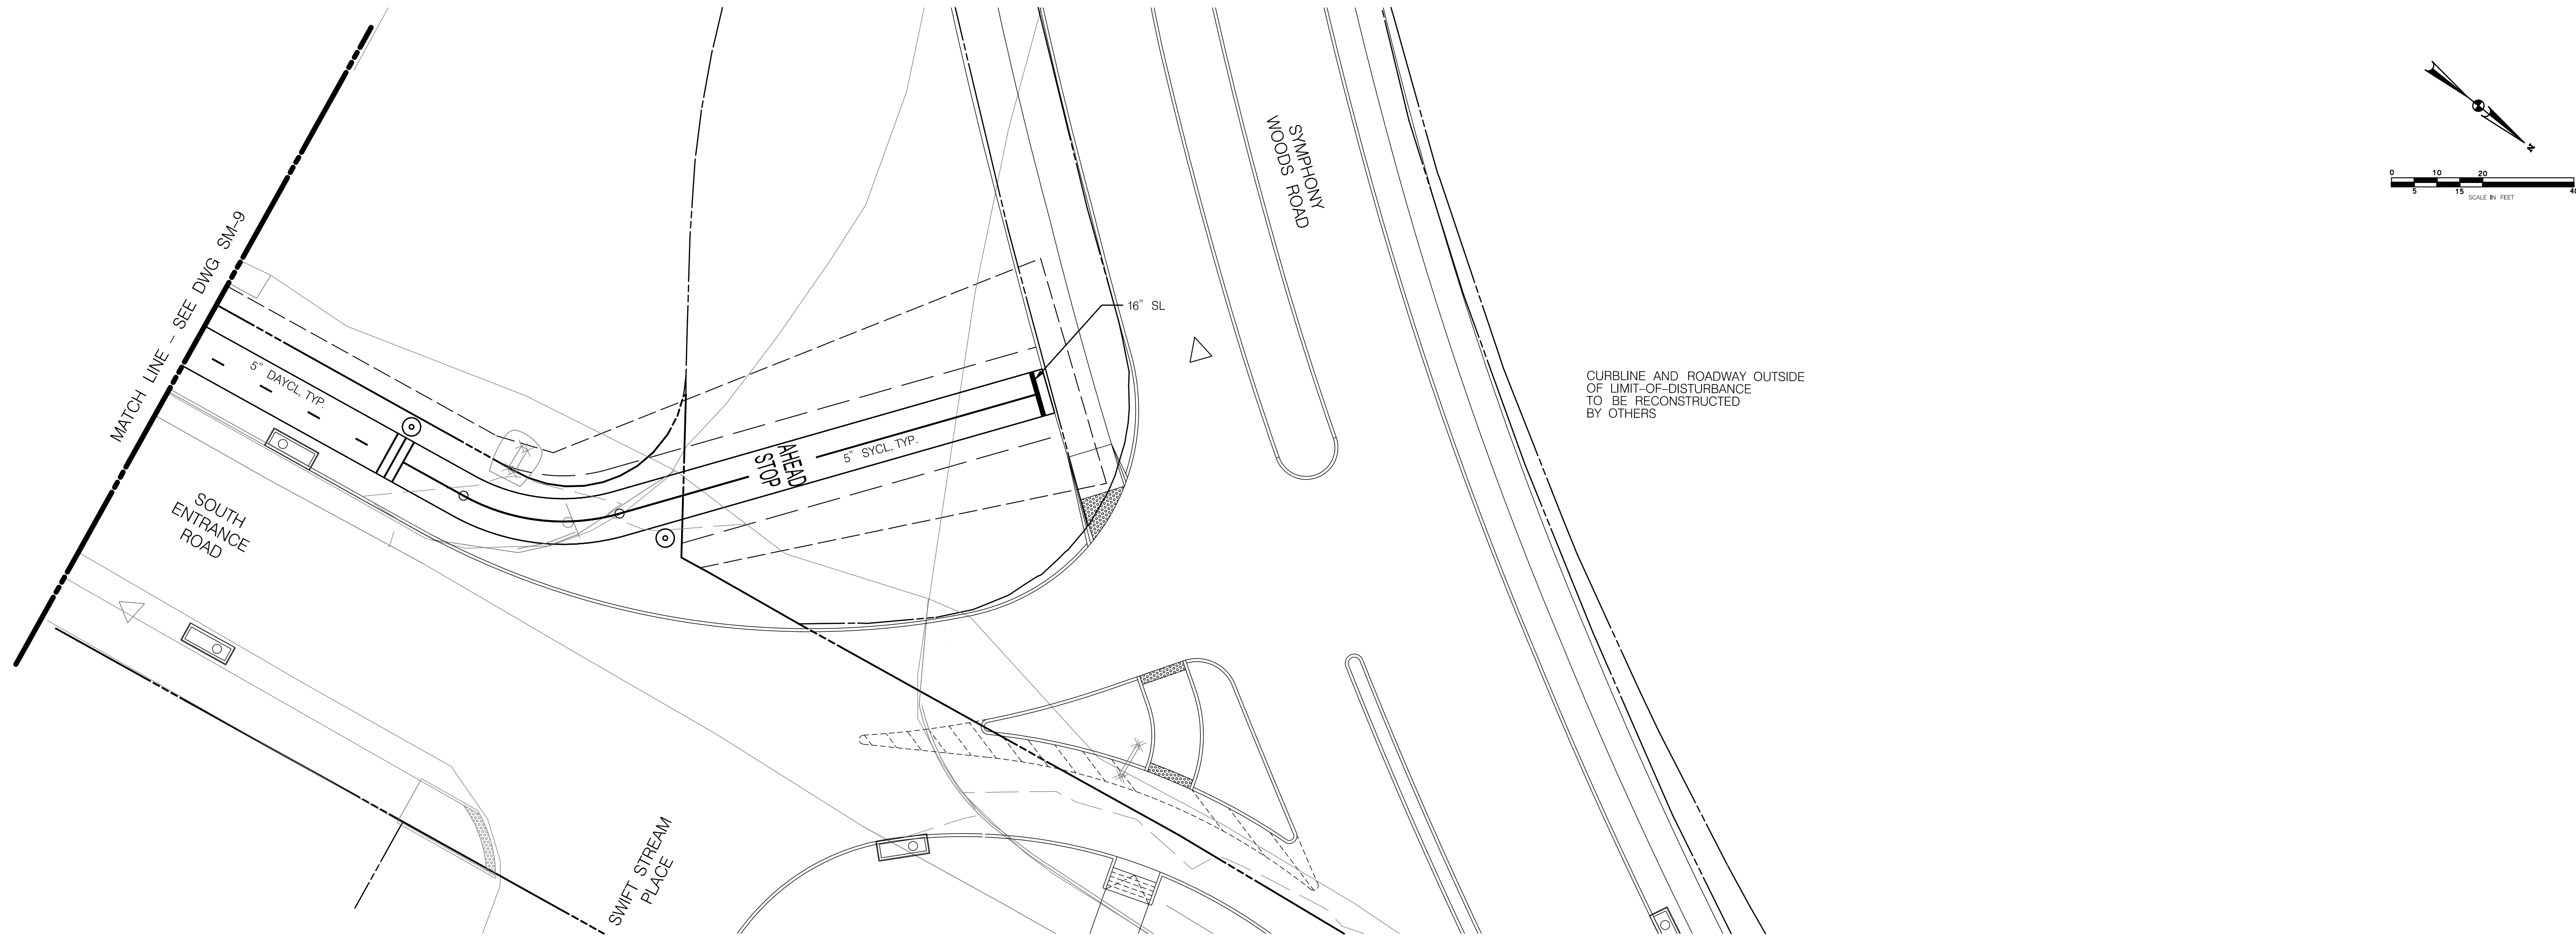 MATCH LINE – SEE DWG SM–9
5" DAYCL, TYP.
SOUTH
ENTRANCE
ROAD
AHEAD
STOP
5" SYCL, TYP.
16" SL
SYMPHONY
WOODS ROAD
SWIFT STREAM
PLACE
CURBLINE AND ROADWAY OUTSIDE
OF LIMIT–OF–DISTURBANCE
TO BE RECONSTRUCTED
BY OTHERS
N
0 10 20
5 15 40
SCALE IN FEET